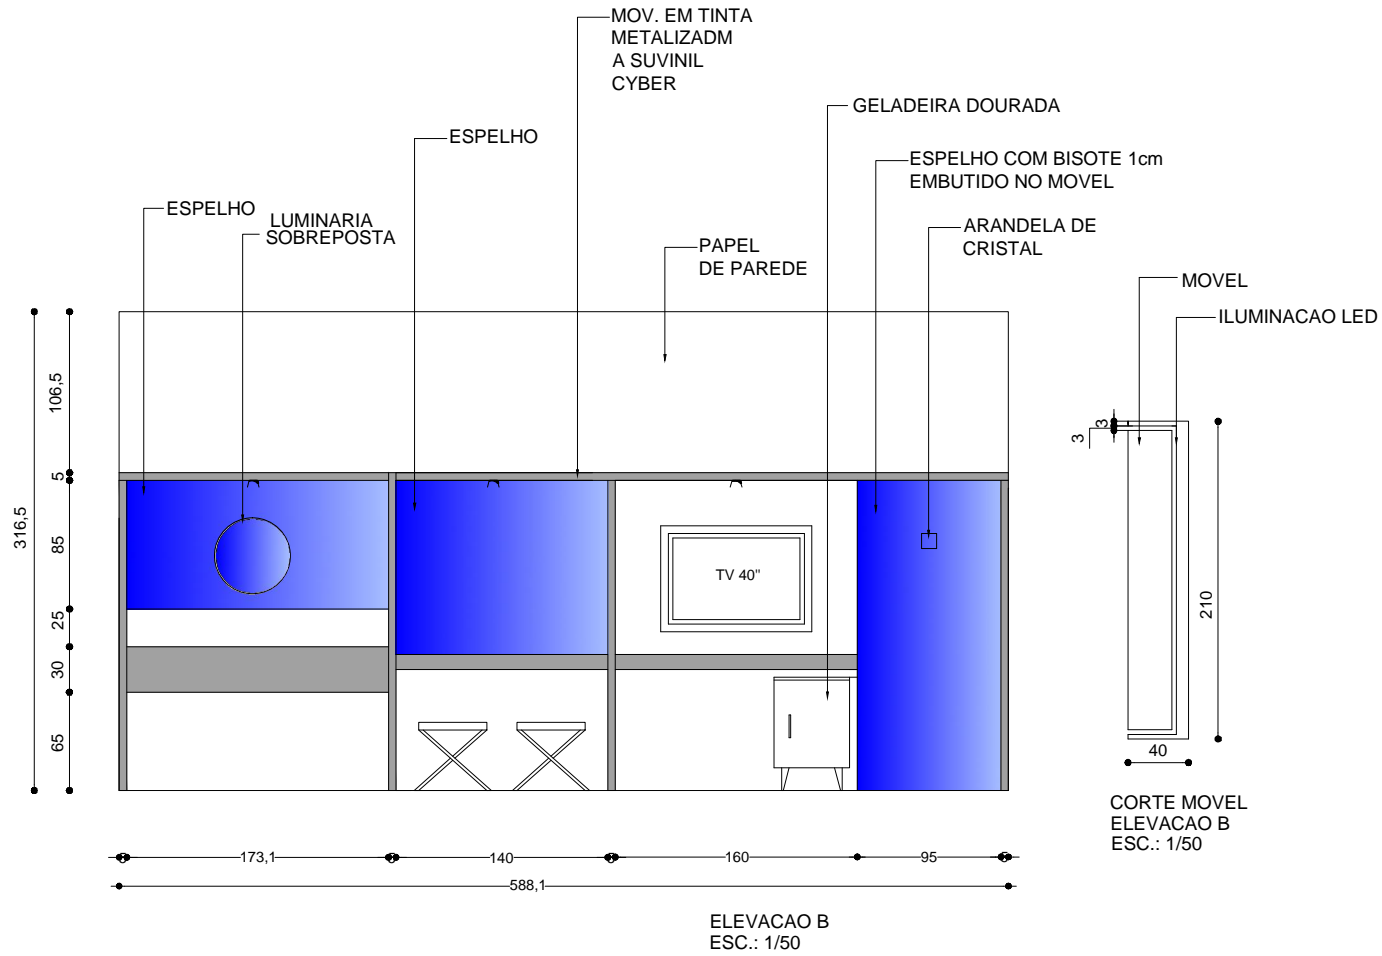 MOV. EM TINTA
METALIZADM
A SUVINIL
CYBER
GELADEIRA DOURADA
ESPELHO
ESPELHO COM BISOTE 1cm
EMBUTIDO NO MOVEL
ESPELHO
LUMINARIA
SOBREPOSTA
ARANDELA DE
CRISTAL
PAPEL
DE PAREDE
MOVEL
ILUMINACAO LED
316,5
106,5
5
85
25
30
65
TV 40"
3
3
210
40
CORTE MOVEL
ELEVACAO B
ESC.: 1/50
173,1
140
160
95
588,1
ELEVACAO B
ESC.: 1/50